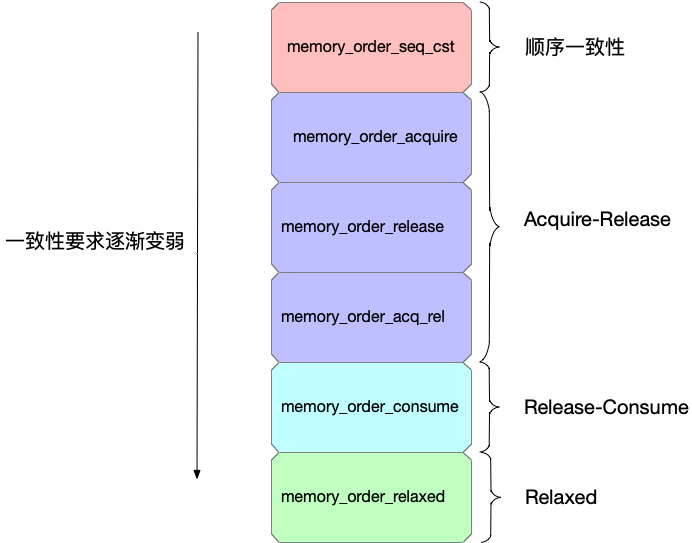 memory_order_seq_cst
顺序一致性
memory_order_acquire
memory_order_release
Acquire-Release
一致性要求逐渐变弱
memory_order_acq_rel
memory_order_consume
Release-Consume
memory_order_relaxed
Relaxed